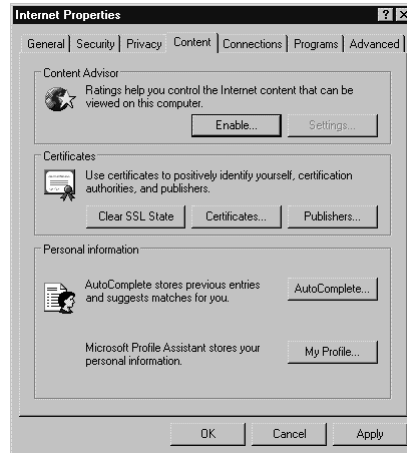 Internet Properties
General Security Privacy Content Connections Programs Advanced
Content Advisor
Ratings help you control the Internet content that can be
viewed on this computer.
Enable... Settings...
Certificates
Use certificates to positively identify yourself, certification
authorities, and publishers.
Clear SSL State Certificates... Publishers...
Personal information
AutoComplete stores previous entries
and suggests matches for you.
AutoComplete...
Microsoft Profile Assistant stores your
personal information.
My Profile...
OK Cancel Apply